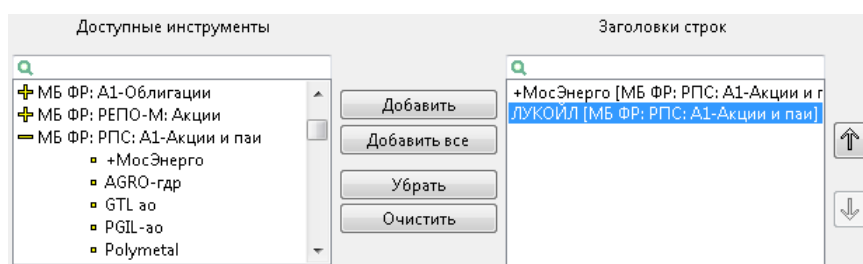 Доступные инструменты
МБ ФР: А1-Облигации
МБ ФР: РЕПО-М: Акции
МБ ФР: РПС: А1-Акции и паи
+МосЭнерго
AGRO-гдр
GTL ао
PGIL-ао
Polymetal
Добавить
Добавить все
Убрать
Очистить
Заголовки строк
+МосЭнерго [МБ ФР: РПС: А1-Акции и г
ЛУКОЙЛ [МБ ФР: РПС: А1-Акции и паи]